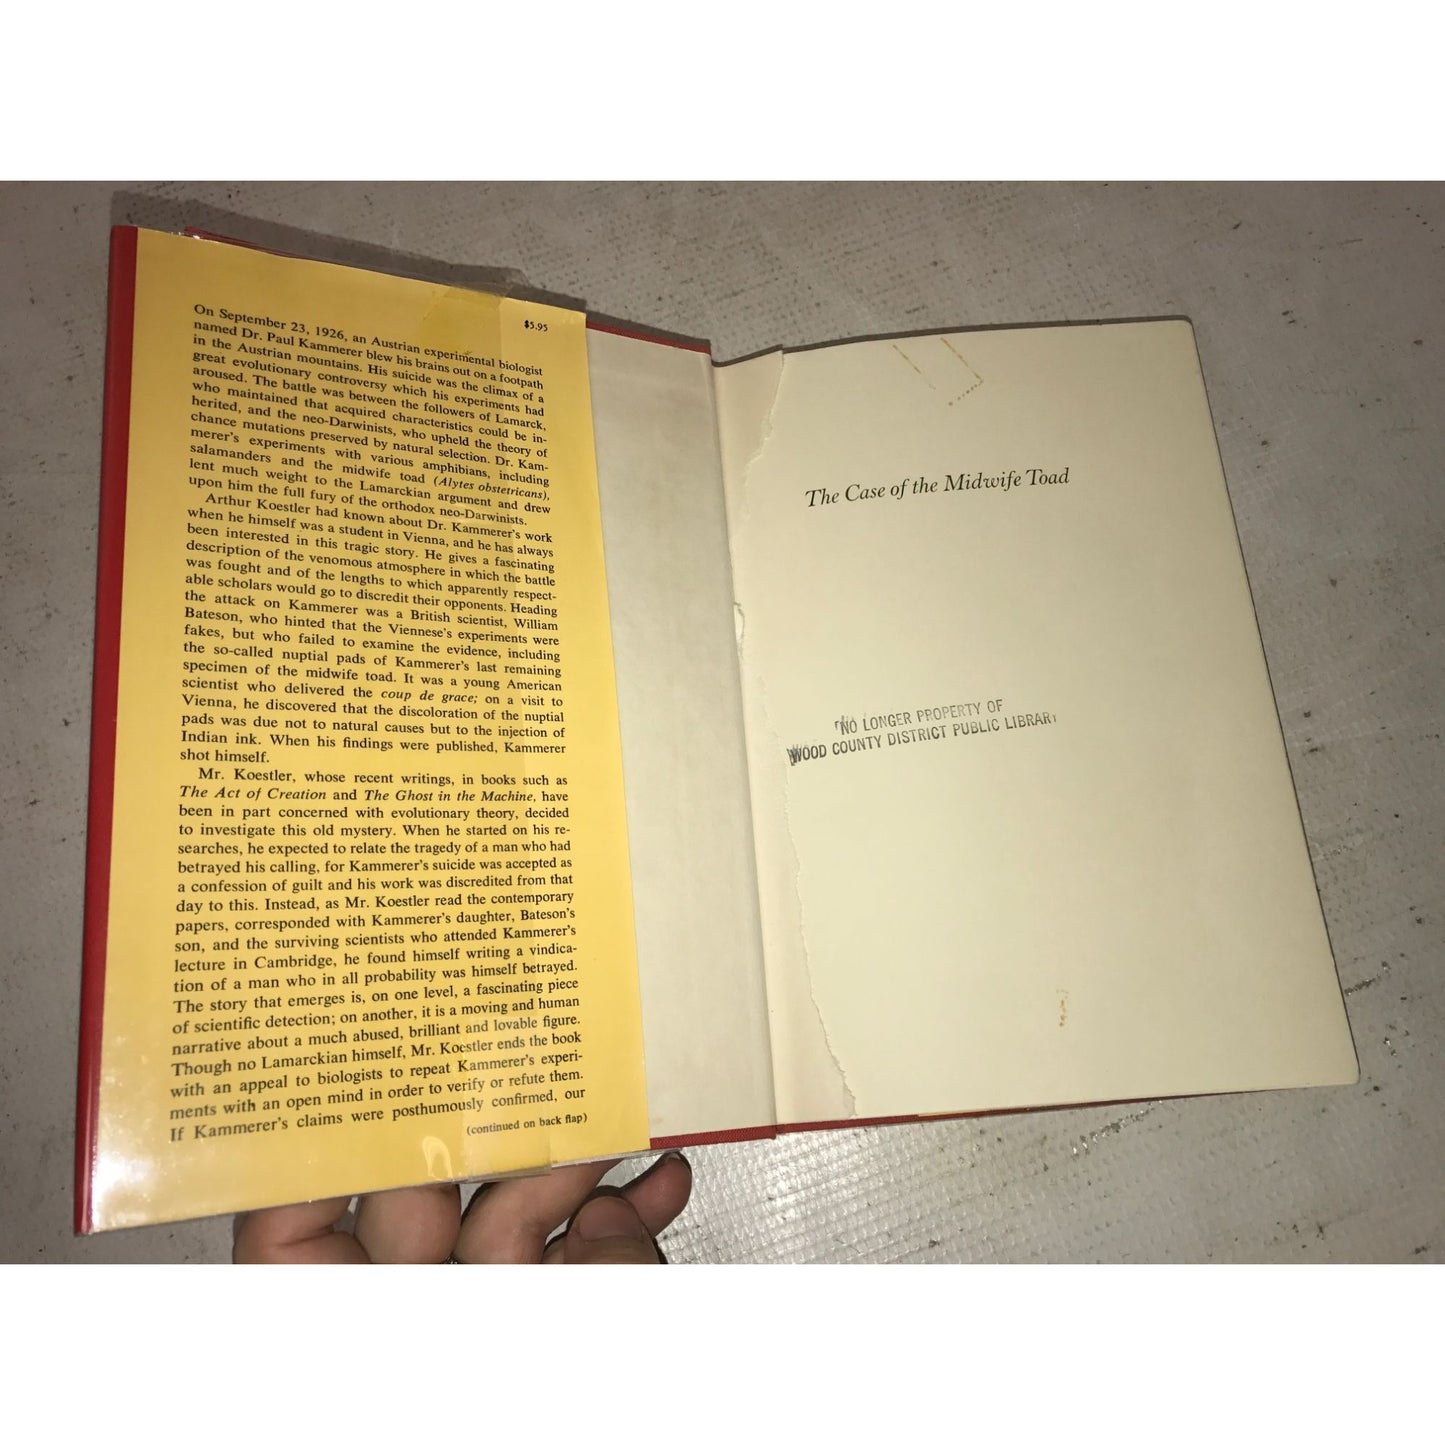 $5.95
On September 23, 1926, an Austrian experimental biologist
named Dr. Paul Kammerer blew his brains out on a footpath
in the Austrian mountains. His suicide was the climax of a
great evolutionary controversy which his experiments had
aroused. The battle was between the followers of Lamarck,
who maintained that acquired characteristics could be in-
herited, and the neo-Darwinists, who upheld the theory of
chance mutations preserved by natural selection. Dr. Kam-
merer's experiments with various amphibians, including
salamanders and the midwife toad (Alytes obstetricans),
lent much weight to the Lamarckian argument and drew
upon him the full fury of the orthodox neo-Darwinists.
Arthur Koestler had known about Dr. Kammerer's work
when he himself was a student in Vienna, and he has always
been interested in this tragic story. He gives a fascinating
description of the venomous atmosphere in which the battle
was fought and of the lengths to which apparently respect-
able scholars would go to discredit their opponents. Heading
the attack on Kammerer was a British scientist, William
Bateson, who hinted that the Viennese's experiments were
fakes, but who failed to examine the evidence, including
the so-called nuptial pads of Kammerer's last remaining
specimen of the midwife toad. It was a young American
scientist who delivered the coup de grace; on a visit to
Vienna, he discovered that the discoloration of the nuptial
pads was due not to natural causes but to the injection of
Indian ink. When his findings were published, Kammerer
shot himself.
Mr. Koestler, whose recent writings, in books such as
The Act of Creation and The Ghost in the Machine, have
been in part concerned with evolutionary theory, decided
to investigate this old mystery. When he started on his re-
searches, he expected to relate the tragedy of a man who had
betrayed his calling, for Kammerer's suicide was accepted as
a confession of guilt and his work was discredited from that
day to this. Instead, as Mr. Koestler read the contemporary
papers, corresponded with Kammerer's daughter, Bateson's
son, and the surviving scientists who attended Kammerer's
lecture in Cambridge, he found himself writing a vindica-
tion of a man who in all probability was himself betrayed.
The story that emerges is, on one level, a fascinating piece
of scientific detection; on another, it is a moving and human
narrative about a much abused, brilliant and lovable figure.
Though no Lamarckian himself, Mr. Koestler ends the book
with an appeal to biologists to repeat Kammerer's experi-
ments with an open mind in order to verify or refute them.
If Kammerer's claims were posthumously confirmed, our
(continued on back flap)
The Case of the Midwife Toad
NO LONGER PROPERTY OF
WOOD COUNTY DISTRICT PUBLIC LIBRARY